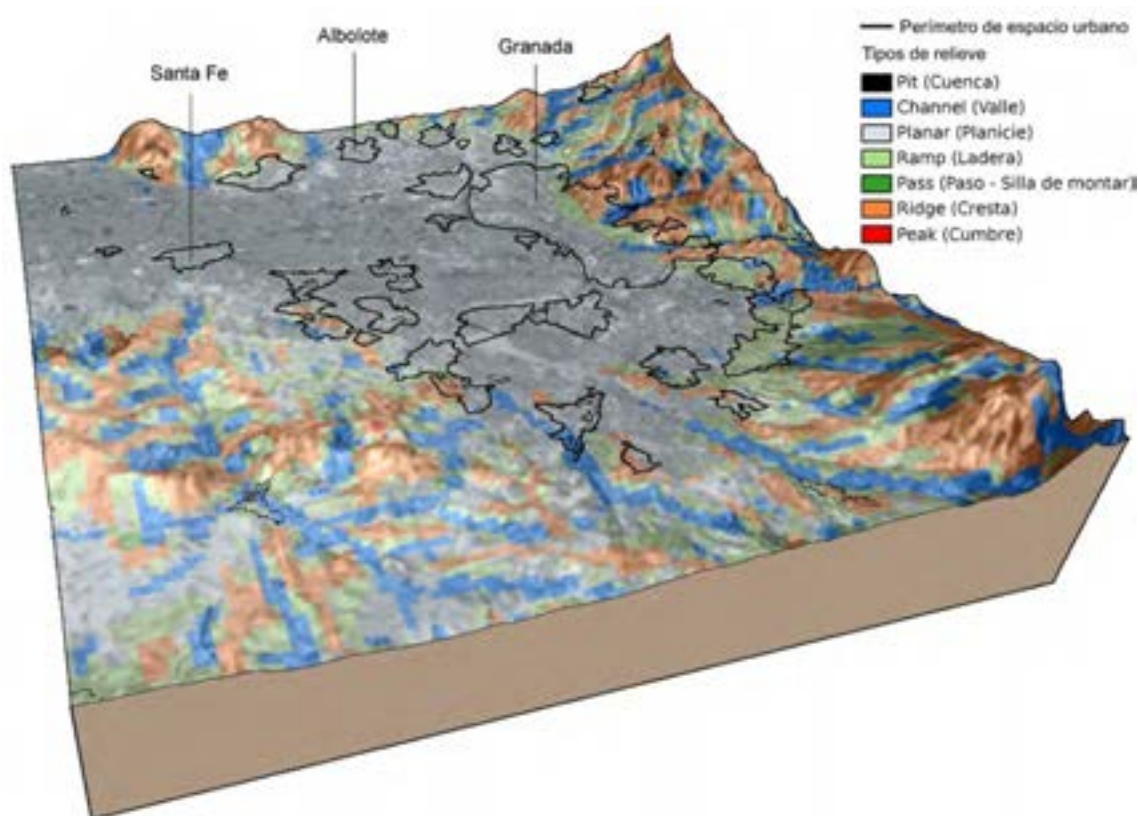 Albolote
Granada
Santa Fe
Perímetro de espacio urbano
Tipos de relieve
Pit (Cuenca)
Channel (Valle)
Planar (Planicie)
Ramp (Ladera)
Pass (Paso - Silla de montar)
Ridge (Cresta)
Peak (Cumbre)